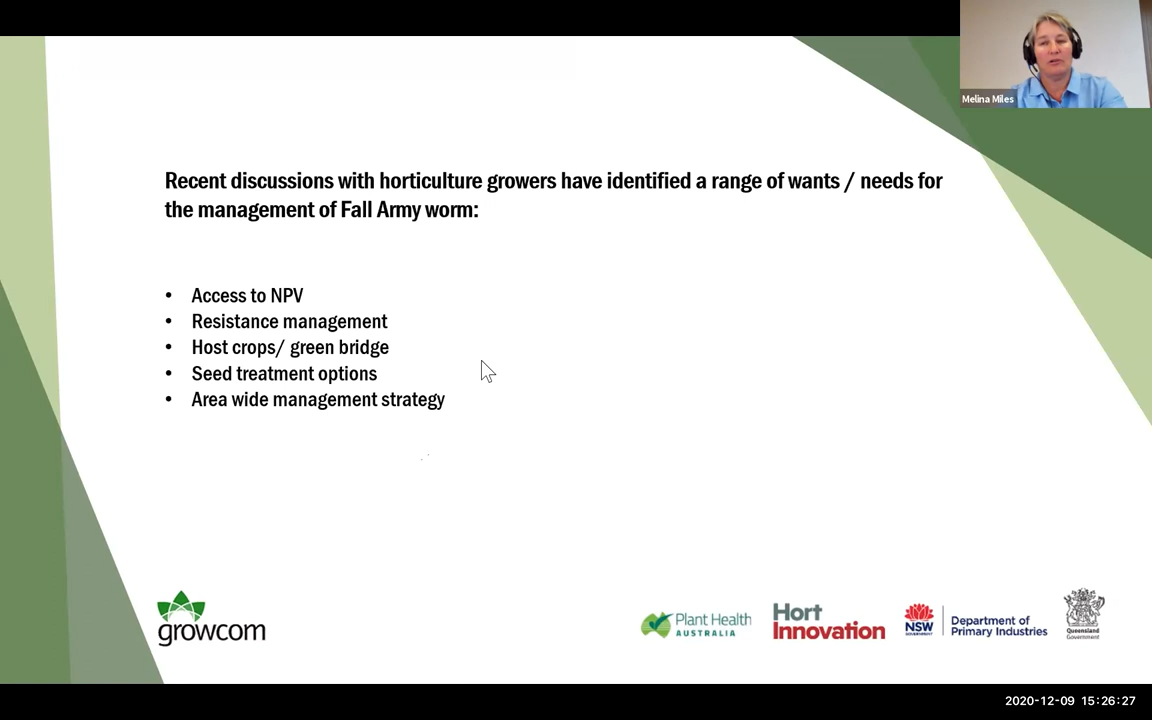 Melina Miles
Recent discussions with horticulture growers have identified a range of wants / needs for
the management of Fall Army worm:
• Access to NPV
• Resistance management
• Host crops/ green bridge
• Seed treatment options
• Area wide management strategy
growcom
Plant Health
AUSTRALIA
Hort
Innovation
NSW
GOVERNMENT
Department of
Primary Industries
Queensland
Government
2020-12-09 15:26:27